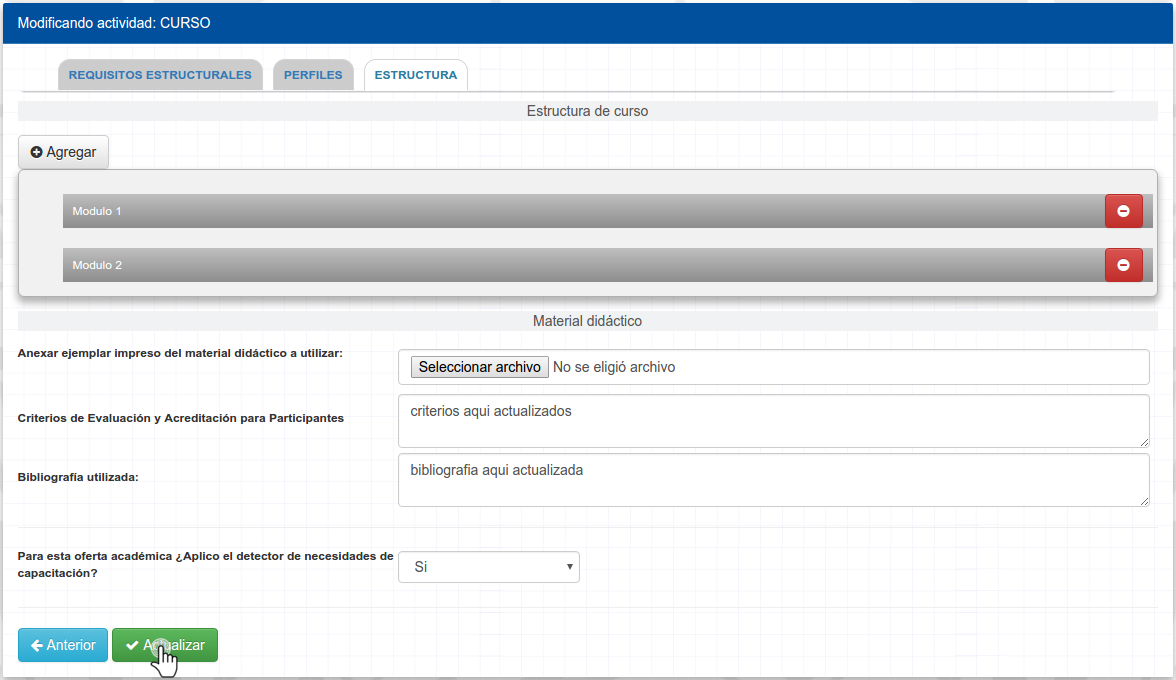 Modificando actividad: CURSO
REQUISITOS ESTRUCTURALES
PERFILES
ESTRUCTURA
Estructura de curso
Agregar
Modulo 1
Modulo 2
Material didáctico
Anexar ejemplar impreso del material didáctico a utilizar:
Seleccionar archivo No se eligió archivo
Criterios de Evaluación y Acreditación para Participantes
criterios aqui actualizados
Bibliografía utilizada:
bibliografia aqui actualizada
Para esta oferta académica ¿Aplico el detector de necesidades de
capacitación?
Si
Anterior
Actualizar